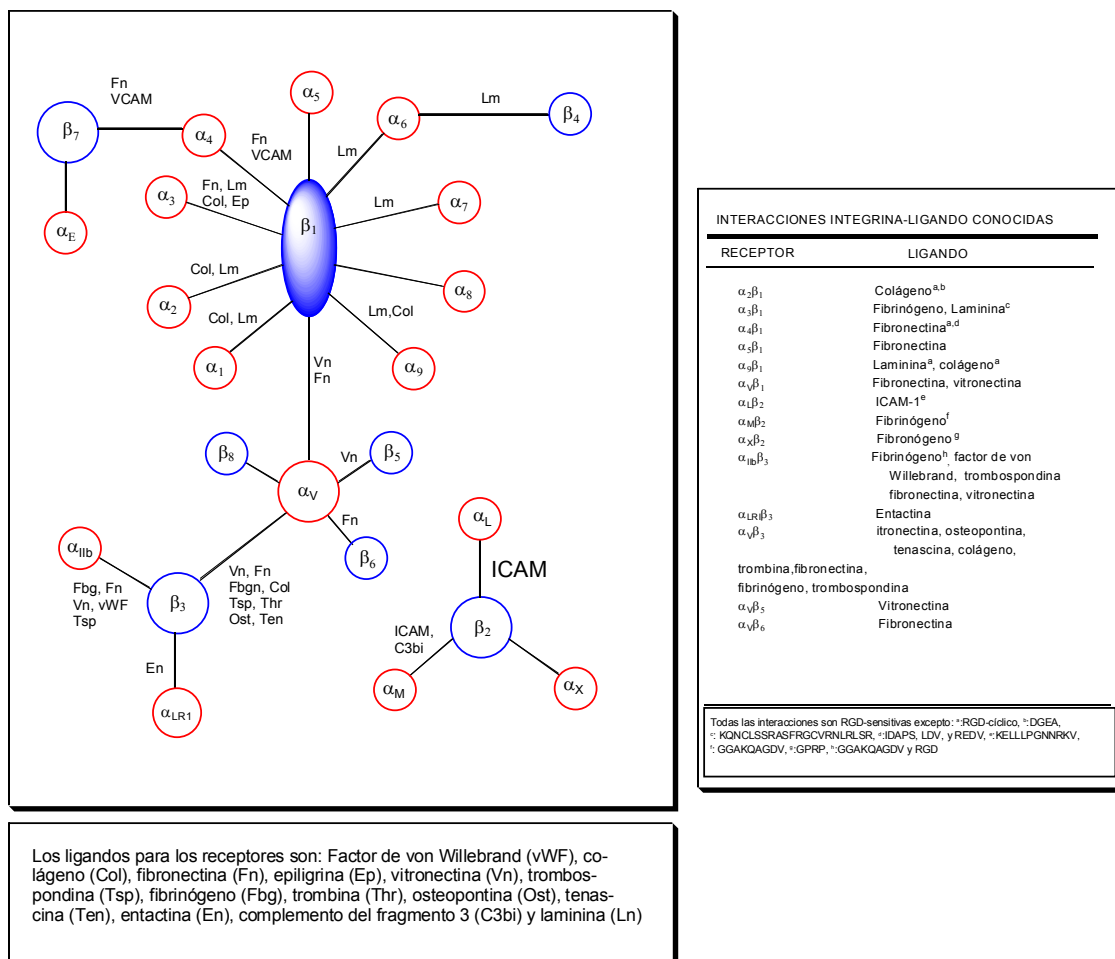 Fn
VCAM
β7
α4
αE
α5
Fn
VCAM
α6
Lm
β4
Lm
α3
Fn, Lm
Col, Ep
β1
Lm
α7
Col, Lm
α2
α8
Col, Lm
α1
Lm,Col
α9
Vn
Fn
β8
αV
Vn
β5
Fn
β6
αIIb
Fbg, Fn
Vn, vWF
Tsp
β3
Vn, Fn
Fbgn, Col
Tsp, Thr
Ost, Ten
En
αLR1
αL
ICAM
β2
ICAM,
C3bi
αM
αX
Los ligandos para los receptores son: Factor de von Willebrand (vWF), co-
lágeno (Col), fibronectina (Fn), epiligrina (Ep), vitronectina (Vn), trombos-
pondina (Tsp), fibrinógeno (Fbg), trombina (Thr), osteopontina (Ost), tenas-
cina (Ten), entactina (En), complemento del fragmento 3 (C3bi) y laminina (Ln)
INTERACCIONES INTEGRINA-LIGANDO CONOCIDAS
RECEPTOR LIGANDO
α2β1 Colágeno a,b
α3β1 Fibrinógeno, Laminina c
α4β1 Fibronectina a,d
α5β1 Fibronectina
α9β1 Laminina a, colágeno a
αVβ1 Fibronectina, vitronectina
αLβ2 ICAM-1 e
αMβ2 Fibrinógeno f
αXβ2 Fibronógeno g
αIIbβ3 Fibrinógeno h, factor de von
Willebrand, trombospondina
fibronectina, vitronectina
αLRIβ3 Entactina
αVβ3 itronectina, osteopontina,
tenascina, colágeno,
trombina,fibronectina,
fibrinógeno, trombospondina
αVβ5 Vitronectina
αVβ6 Fibronectina
Todas las interacciones son RGD-sensitivas excepto: a:RGD-cíclico, b:DGEA,
c: KQNCLSSRASFRGCVRNLRLSR, d:IDAPS, LDV, y REDV, e:KELLLPGNNRKV,
f: GGAKQAGDV, g:GPRP, h:GGAKQAGDV y RGD